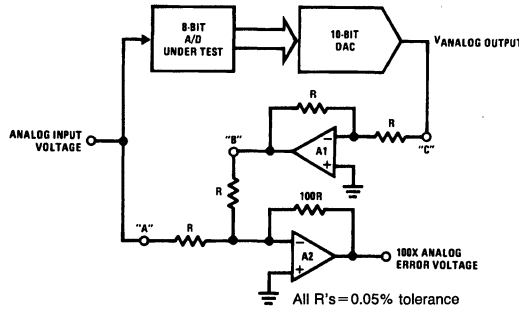 8-BIT
A/D
UNDER TEST
10-BIT
DAC
VANALOG OUTPUT
R
ANALOG INPUT
VOLTAGE
"B"
A1
−
+
R
"C"
R
"A"
R
100R
−
A2
+
100X ANALOG
ERROR VOLTAGE
All R's=0.05% tolerance